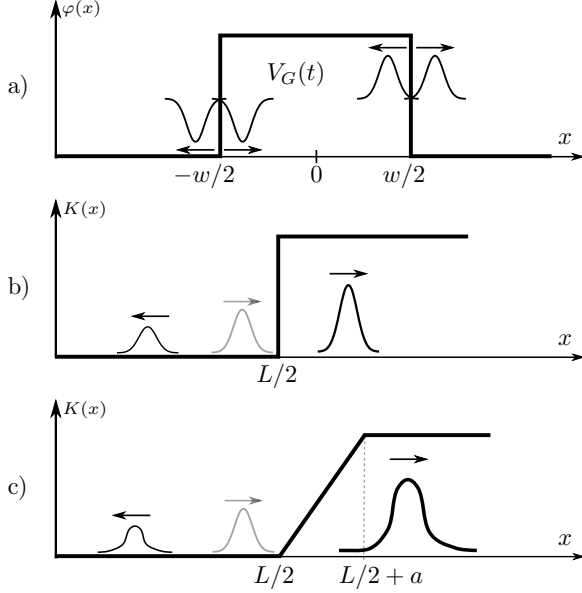 φ(x)
a)
V_G(t)
x
−w/2
0
w/2
K(x)
b)
x
L/2
K(x)
c)
x
L/2
L/2 + a